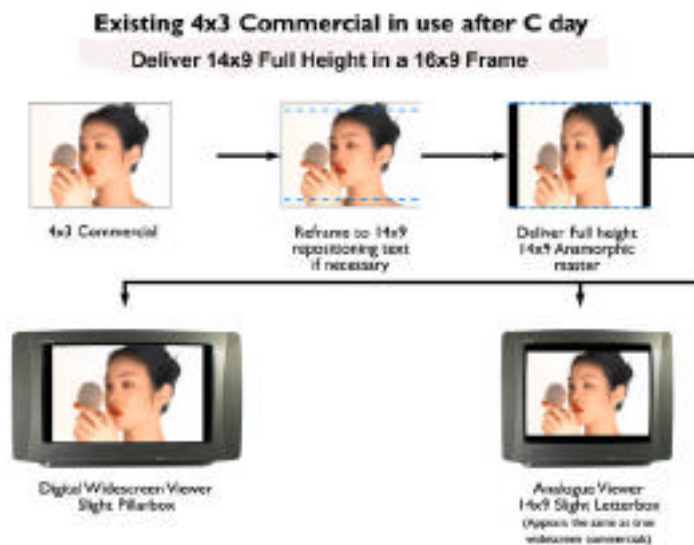 Existing 4x3 Commercial in use after C day
Deliver 14x9 Full Height in a 16x9 Frame
4x3 Commercial
Reframe to 14x9
repositioning text
if necessary
Deliver Full height
14x9 Anamorphic
master
Digital Widescreen Viewer
Slight Pillarbox
Analogue Viewer
14x9 Slight Letterbox
(Appears the same as true
widescreen commercials)